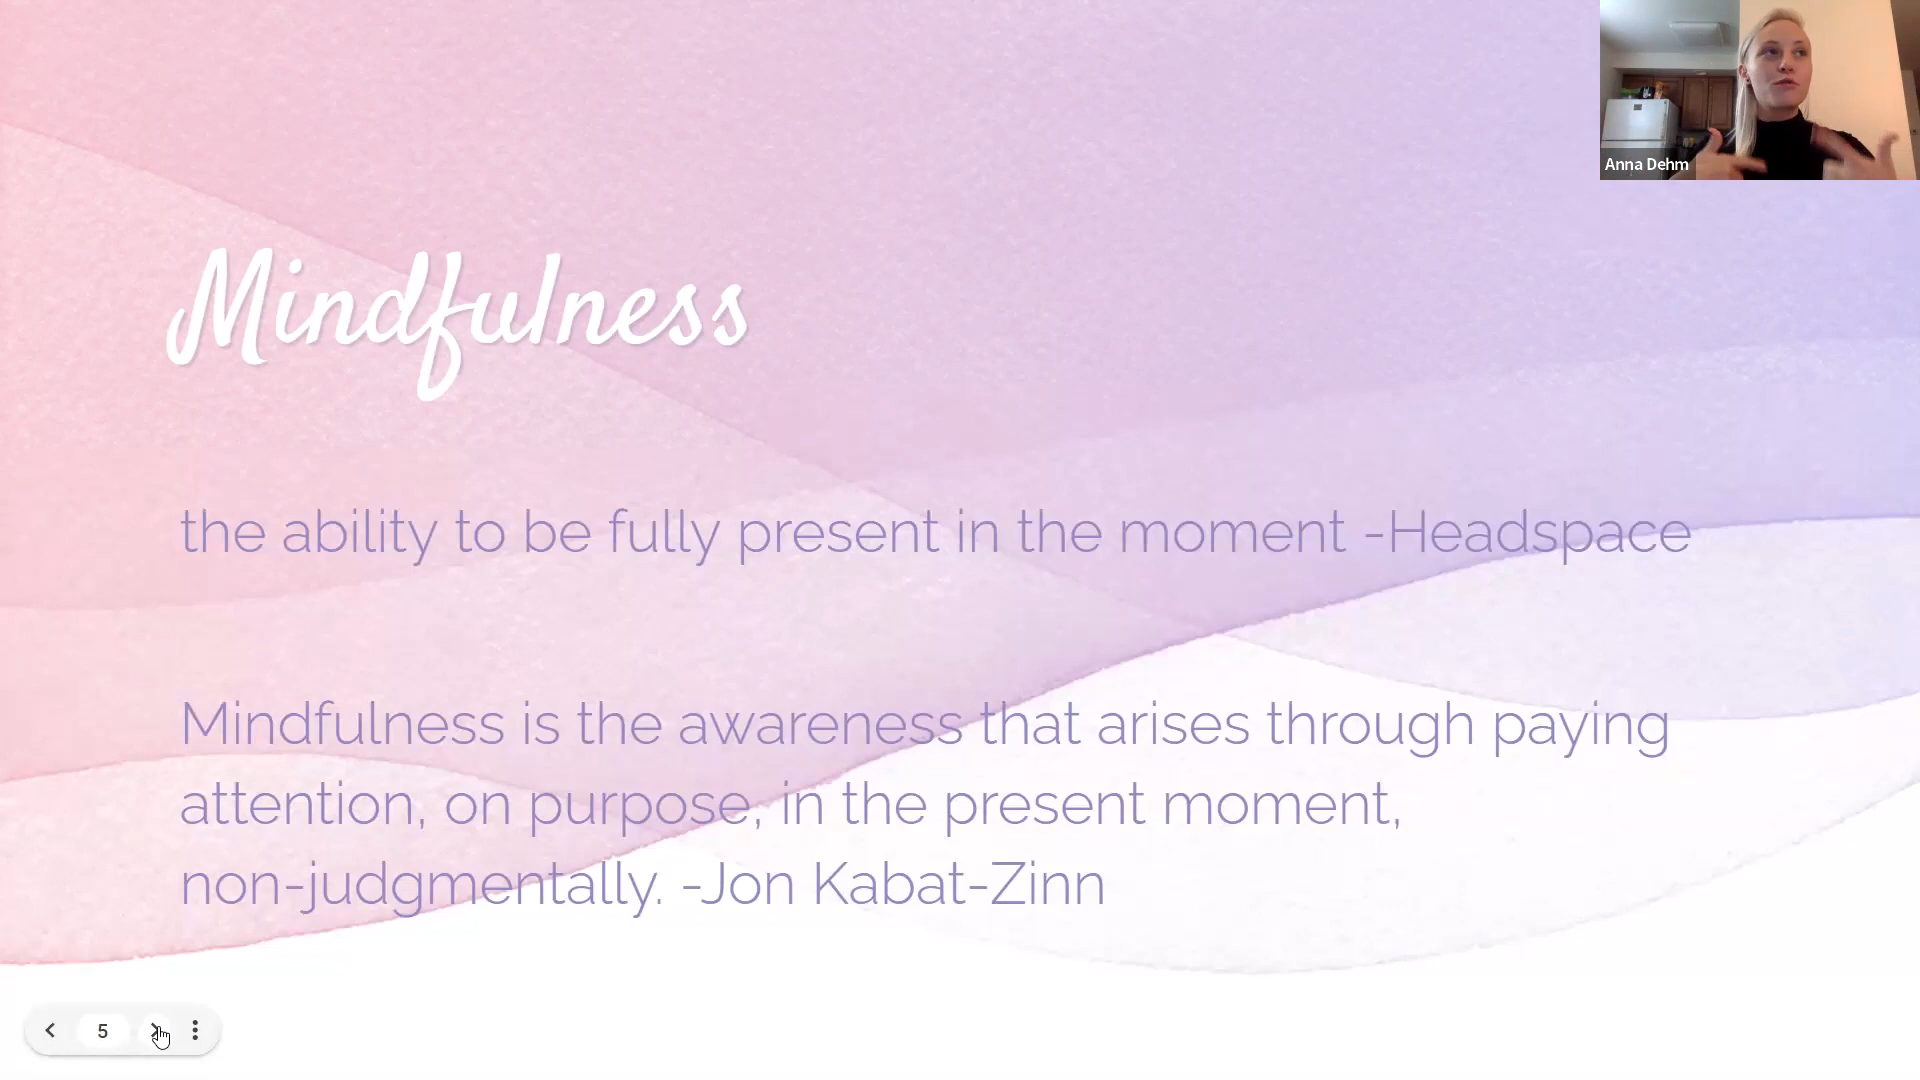 Anna Dehm
Mindfulness
the ability to be fully present in the moment -Headspace
Mindfulness is the awareness that arises through paying
attention, on purpose, in the present moment,
non-judgmentally. -Jon Kabat-Zinn
5